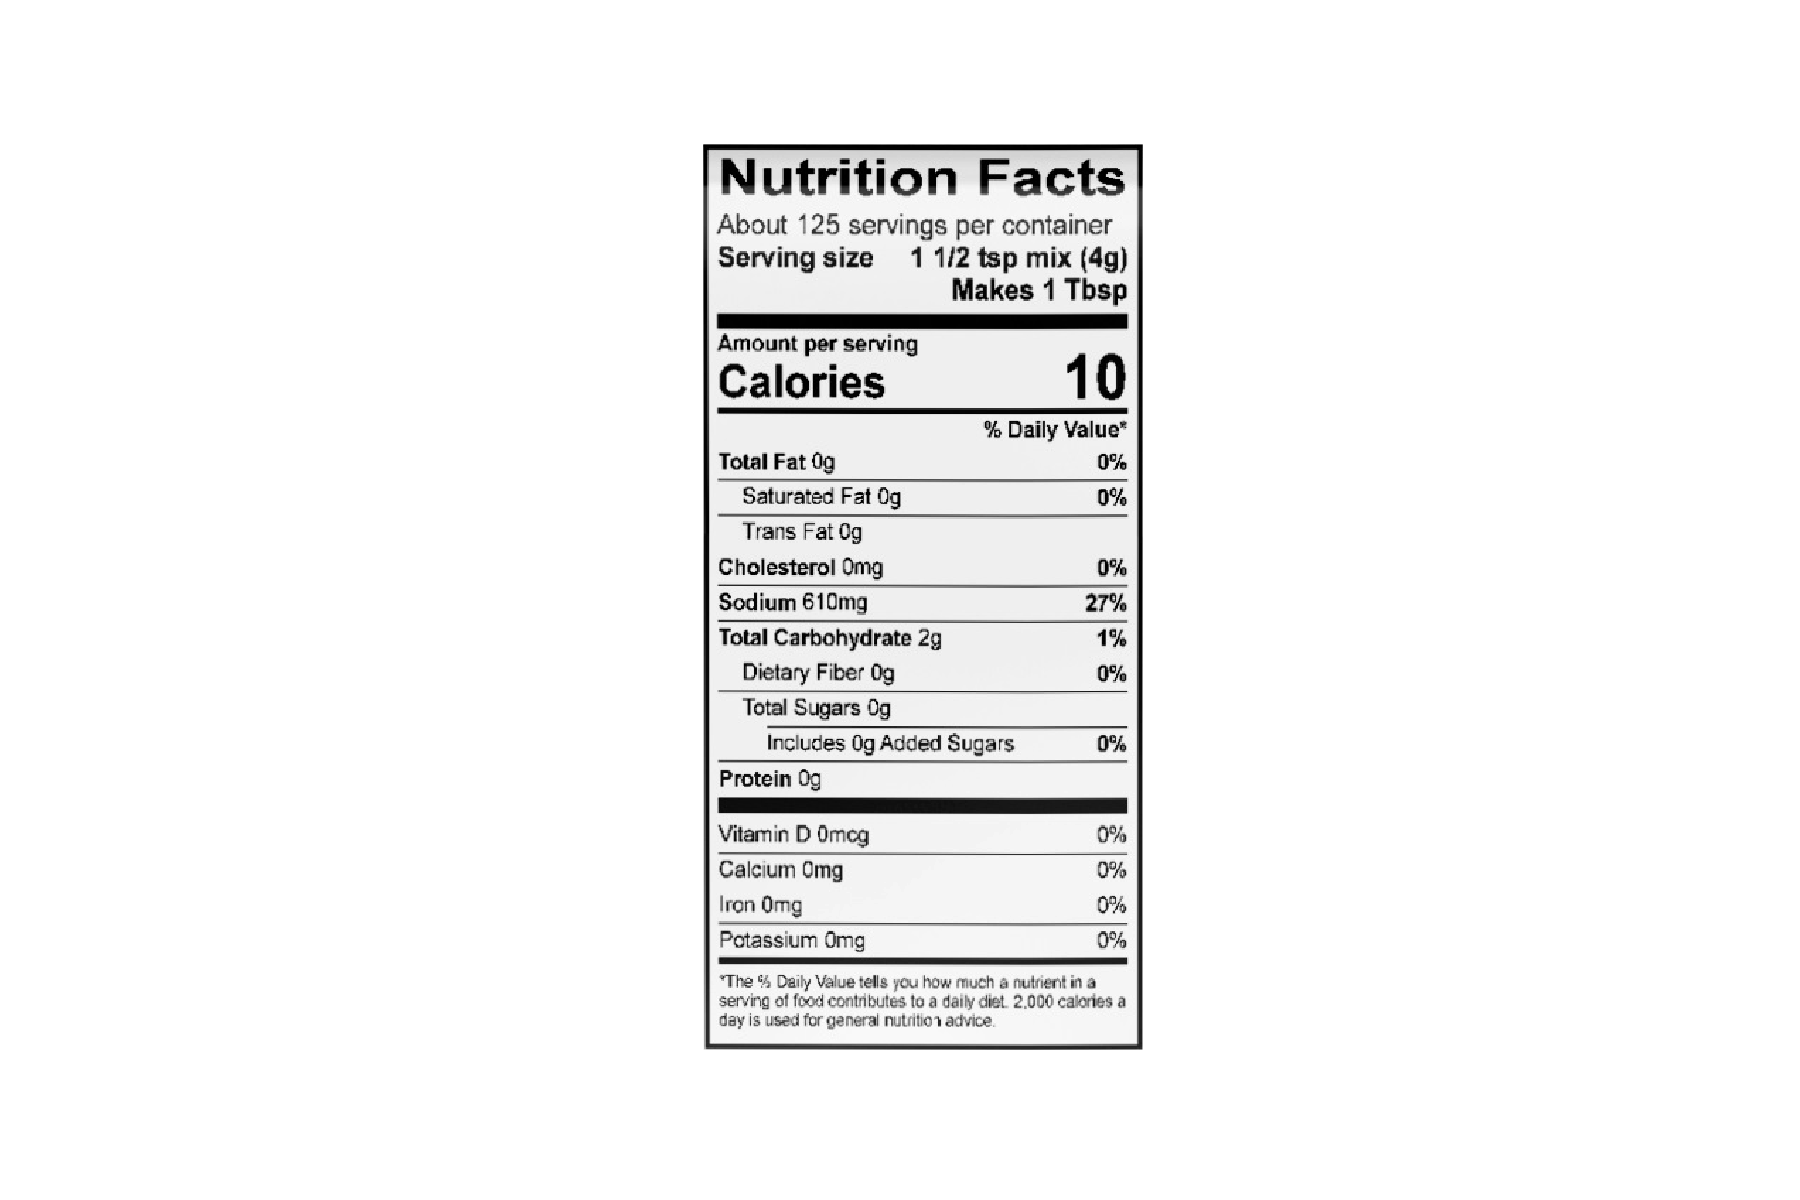 Nutrition Facts
About 125 servings per container
Serving size 1 1/2 tsp mix (4g)
Makes 1 Tbsp
Amount per serving
Calories 10
% Daily Value*
Total Fat 0g 0%
Saturated Fat 0g 0%
Trans Fat 0g
Cholesterol 0mg 0%
Sodium 610mg 27%
Total Carbohydrate 2g 1%
Dietary Fiber 0g 0%
Total Sugars 0g
Includes 0g Added Sugars 0%
Protein 0g
Vitamin D 0mcg 0%
Calcium 0mg 0%
Iron 0mg 0%
Potassium 0mg 0%
*The % Daily Value tells you how much a nutrient in a
serving of food contributes to a daily diet. 2,000 calories a
day is used for general nutrition advice.